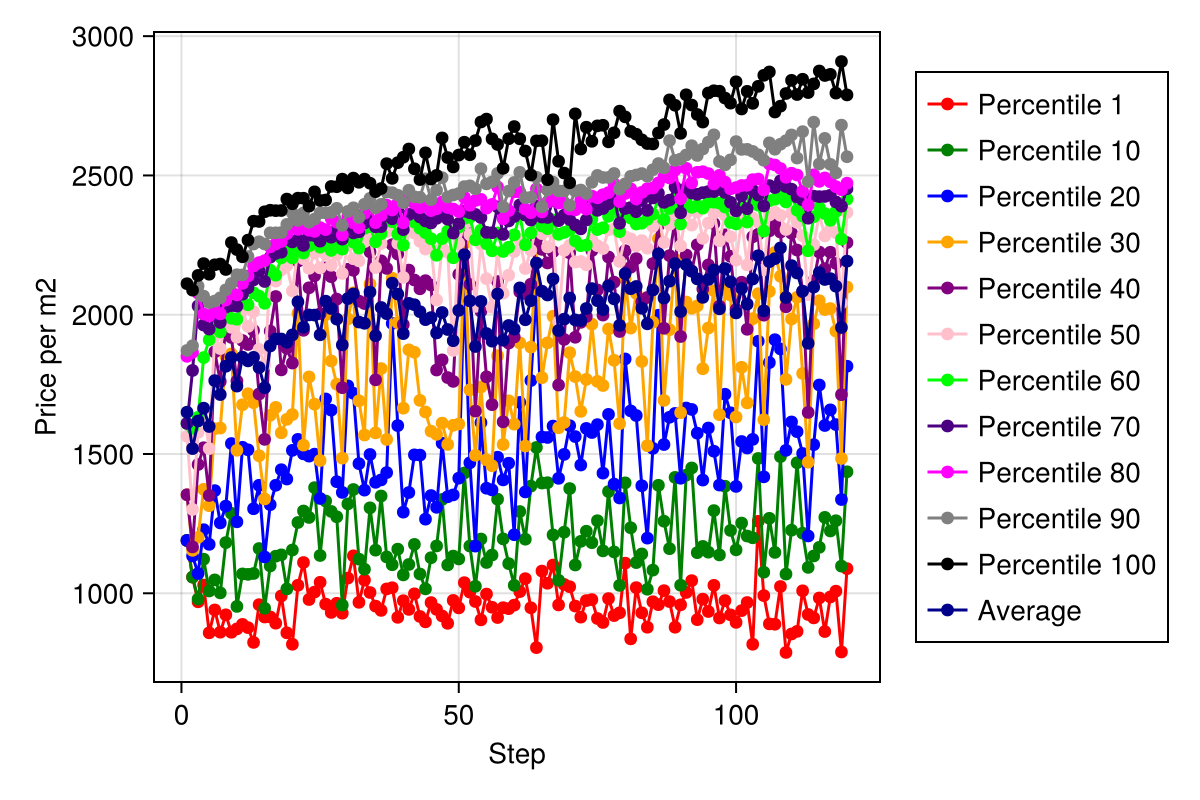 3000
2500
2000
1500
1000
Price per m2
0
50
100
Step
Percentile 1
Percentile 10
Percentile 20
Percentile 30
Percentile 40
Percentile 50
Percentile 60
Percentile 70
Percentile 80
Percentile 90
Percentile 100
Average